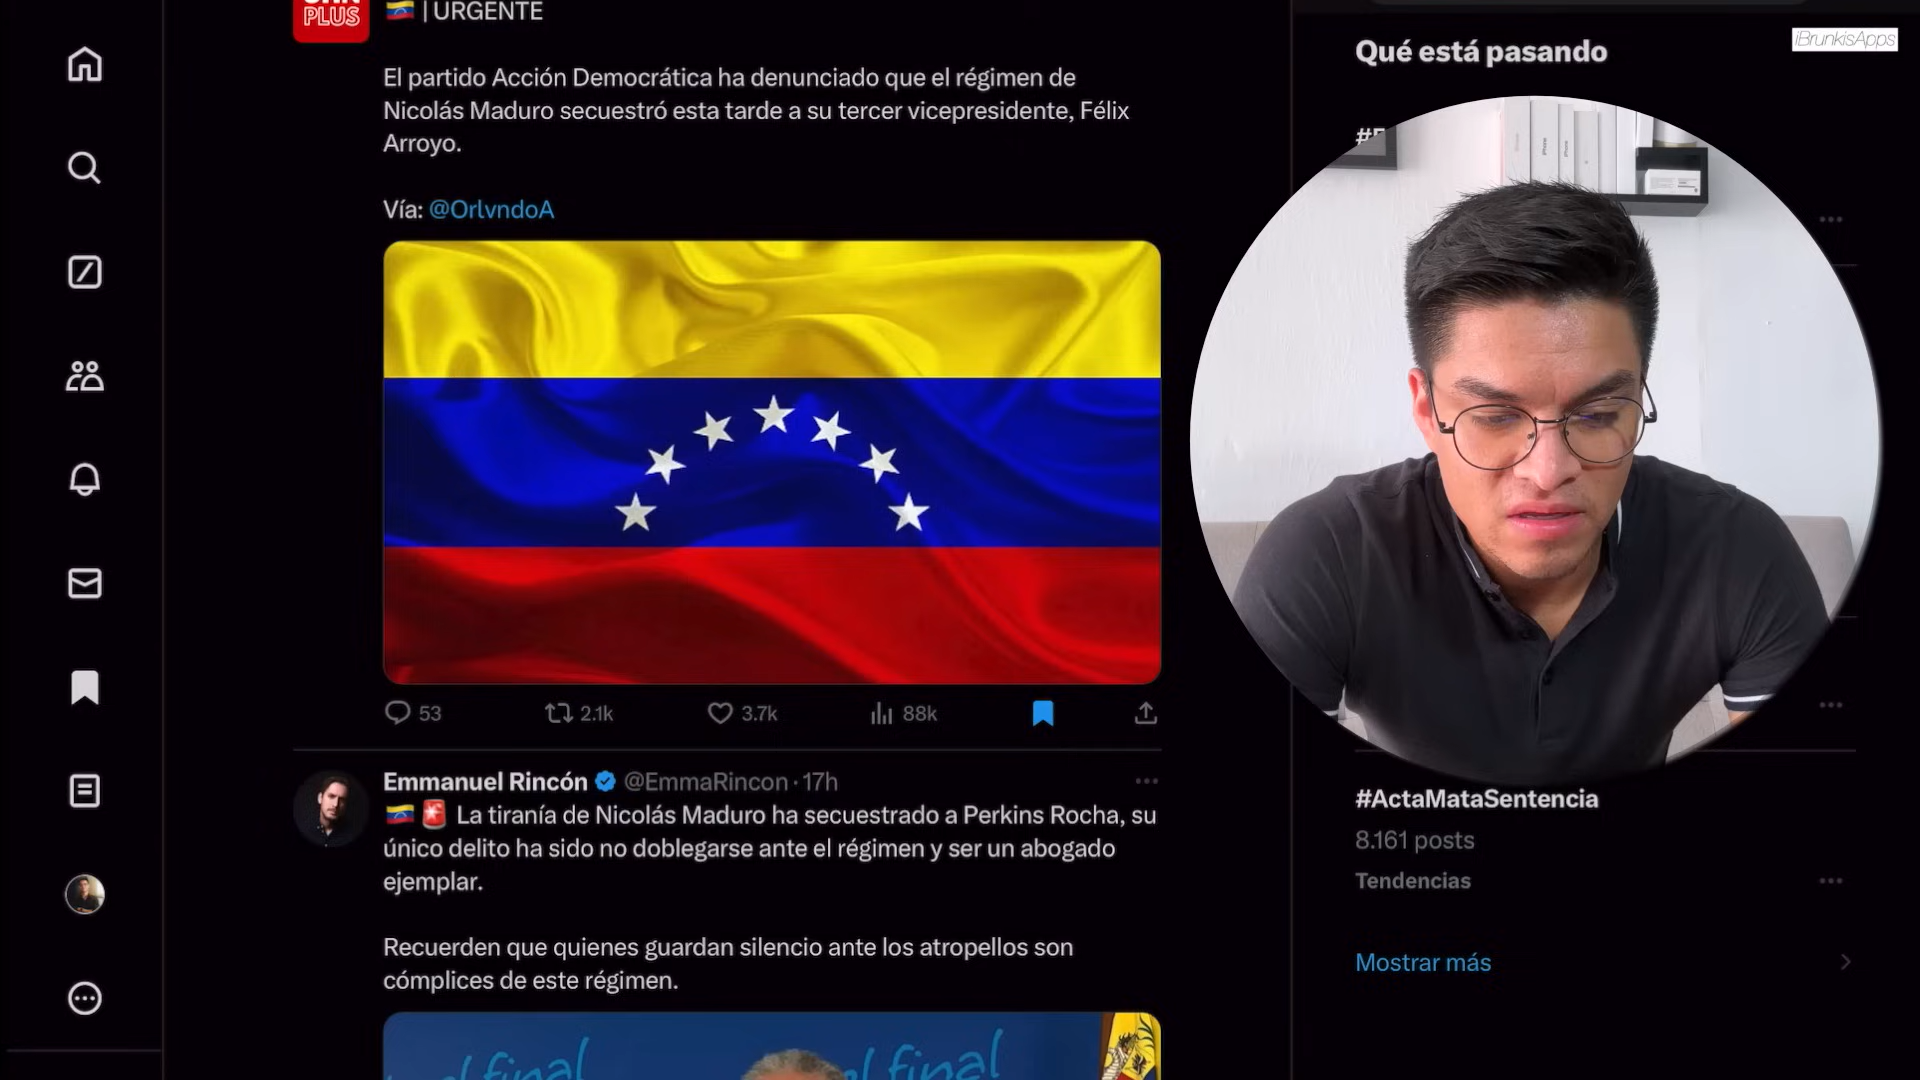 PLUS
| URGENTE
El partido Acción Democrática ha denunciado que el régimen de
Nicolás Maduro secuestró esta tarde a su tercer vicepresidente, Félix
Arroyo.
Vía: @OrlvndoA
53
2.1k
3.7k
88k
Emmanuel Rincón @EmmaRincon · 17h
La tiranía de Nicolás Maduro ha secuestrado a Perkins Rocha, su
único delito ha sido no doblegarse ante el régimen y ser un abogado
ejemplar.
Recuerden que quienes guardan silencio ante los atropellos son
cómplices de este régimen.
el final
el final
Qué está pasando
iBrunkisApps
#ActaMataSentencia
8.161 posts
Tendencias
Mostrar más